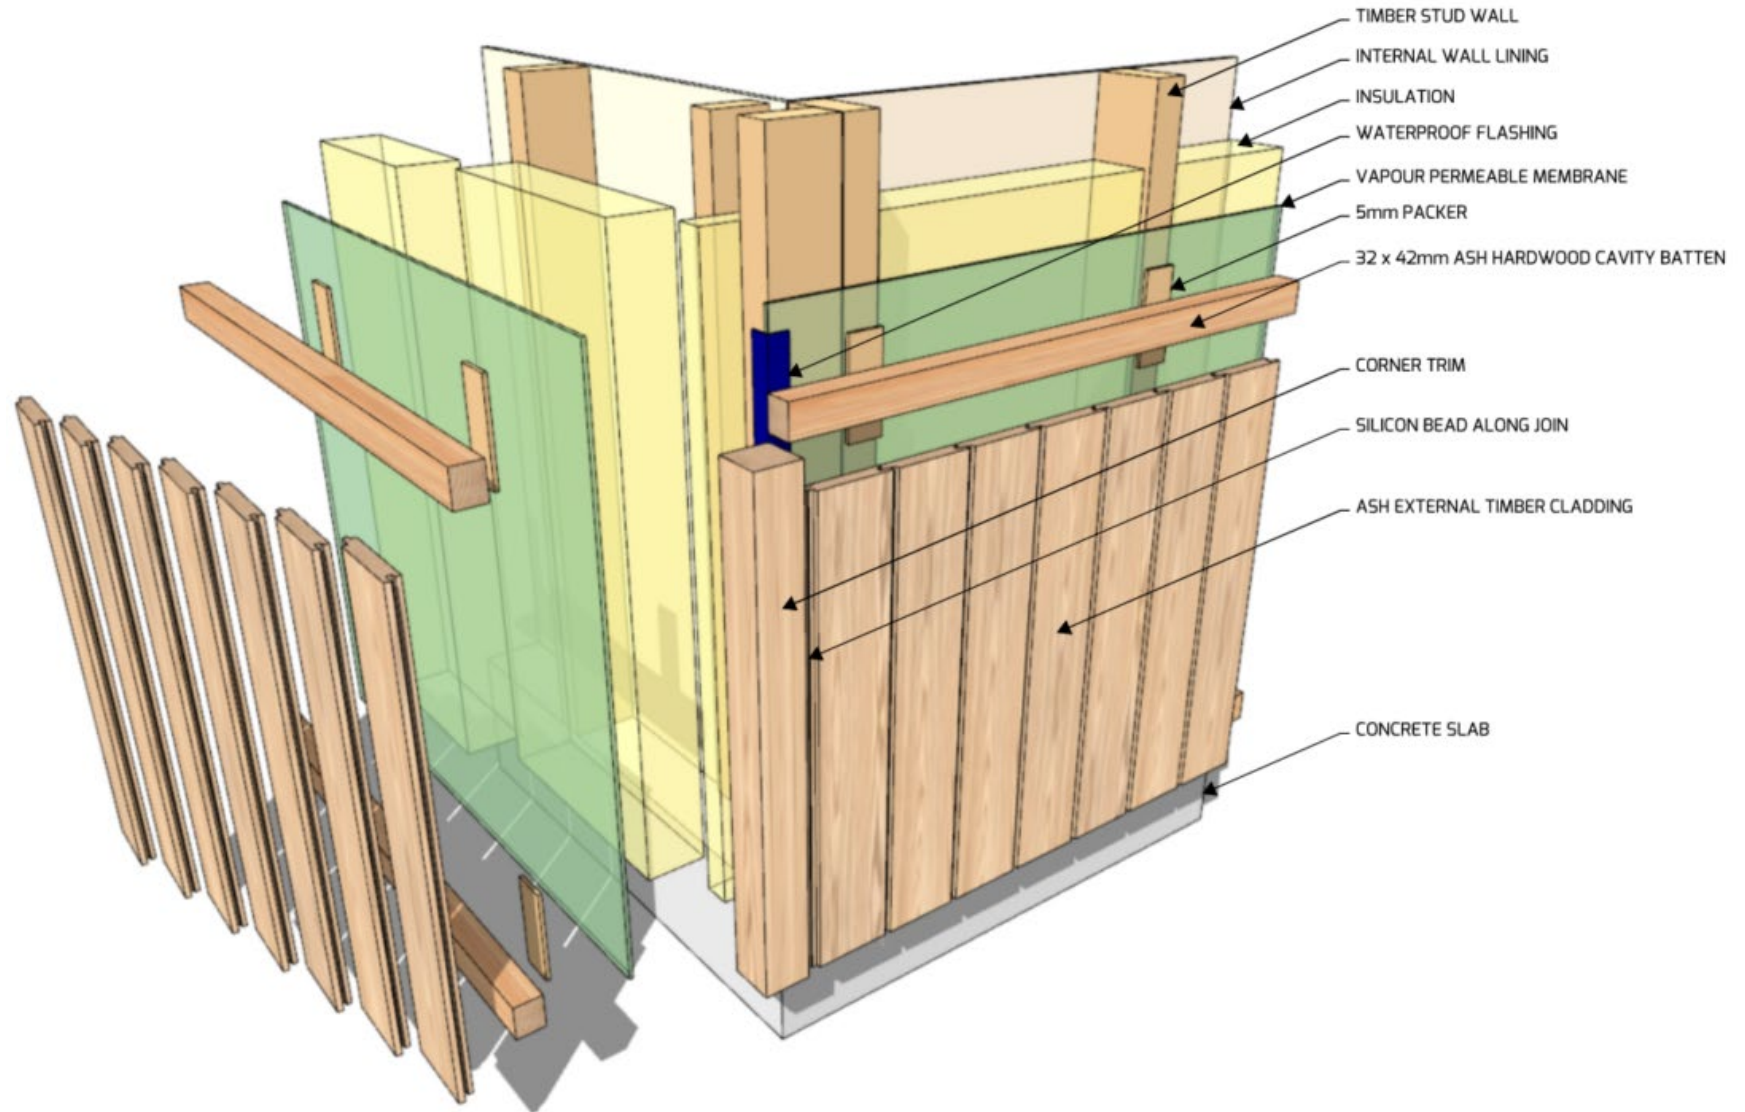 TIMBER STUD WALL
INTERNAL WALL LINING
INSULATION
WATERPROOF FLASHING
VAPOUR PERMEABLE MEMBRANE
5mm PACKER
32 x 42mm ASH HARDWOOD CAVITY BATTEN
CORNER TRIM
SILICON BEAD ALONG JOIN
ASH EXTERNAL TIMBER CLADDING
CONCRETE SLAB